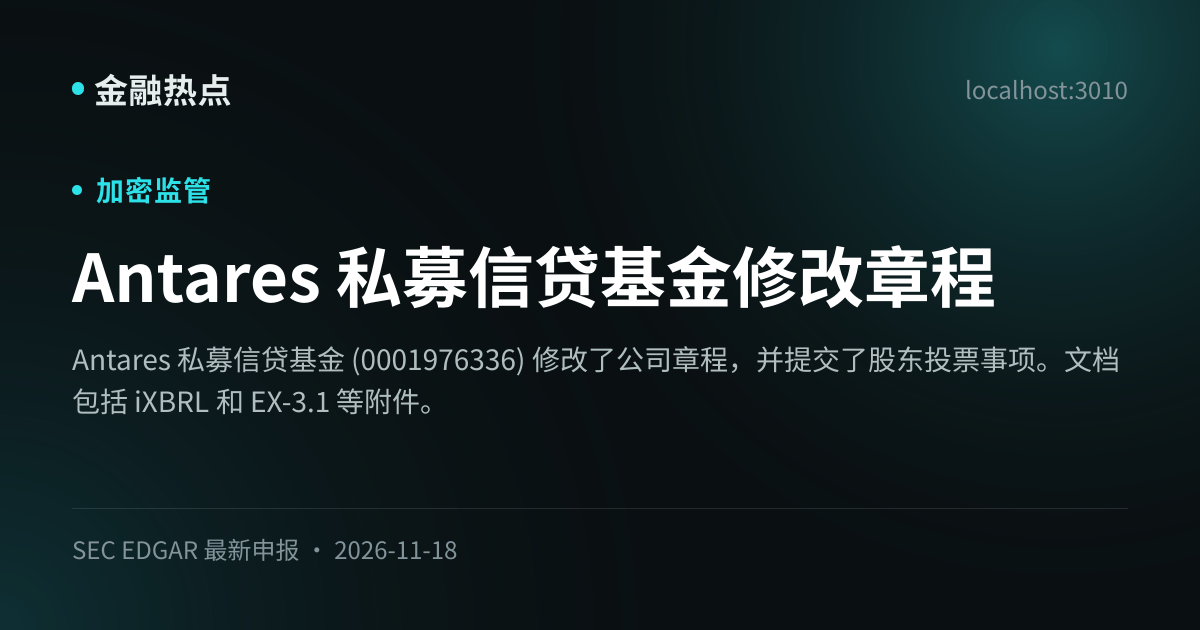 金融热点
localhost:3010
加密监管
Antares 私募信贷基金修改章程
Antares 私募信贷基金 (0001976336) 修改了公司章程，并提交了股东投票事项。文档
包括 iXBRL 和 EX-3.1 等附件。
SEC EDGAR 最新申报 · 2026-11-18